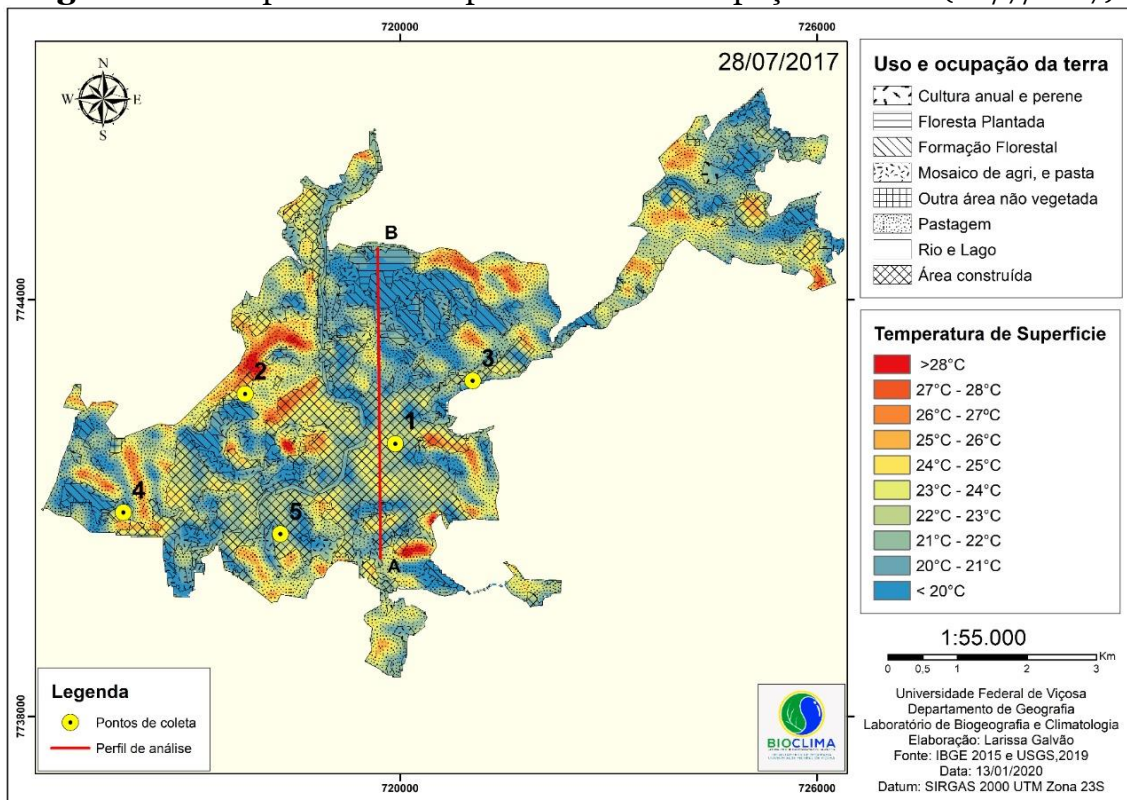 28/07/2017
720000
726000
N
W E
S
7744000
7738000
B
3
2
1
4
5
A
Uso e ocupação da terra
Cultura anual e perene
Floresta Plantada
Formação Florestal
Mosaico de agri, e pasta
Outra área não vegetada
Pastagem
Rio e Lago
Área construída
Temperatura de Superficie
>28°C
27°C - 28°C
26°C - 27ºC
25°C - 26°C
24°C - 25°C
23°C - 24°C
22°C - 23°C
21°C - 22°C
20°C - 21°C
< 20°C
1:55.000
0 0,5 1 2 3 Km
Legenda
Pontos de coleta
Perfil de análise
BIOCLIMA
Universidade Federal de Viçosa
Departamento de Geografia
Laboratório de Biogeografia e Climatologia
Elaboração: Larissa Galvão
Fonte: IBGE 2015 e USGS,2019
Data: 13/01/2020
Datum: SIRGAS 2000 UTM Zona 23S
720000
726000